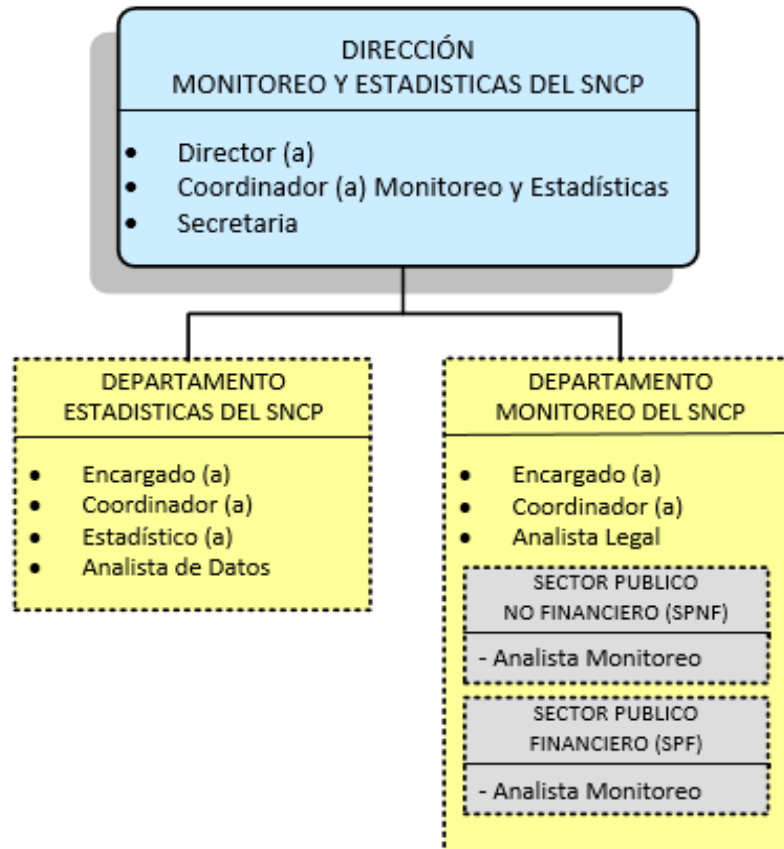 DIRECCIÓN
MONITOREO Y ESTADISTICAS DEL SNCP
• Director (a)
• Coordinador (a) Monitoreo y Estadísticas
• Secretaria
DEPARTAMENTO
ESTADISTICAS DEL SNCP
• Encargado (a)
• Coordinador (a)
• Estadístico (a)
• Analista de Datos
DEPARTAMENTO
MONITOREO DEL SNCP
• Encargado (a)
• Coordinador (a)
• Analista Legal
SECTOR PUBLICO
NO FINANCIERO (SPNF)
- Analista Monitoreo
SECTOR PUBLICO
FINANCIERO (SPF)
- Analista Monitoreo